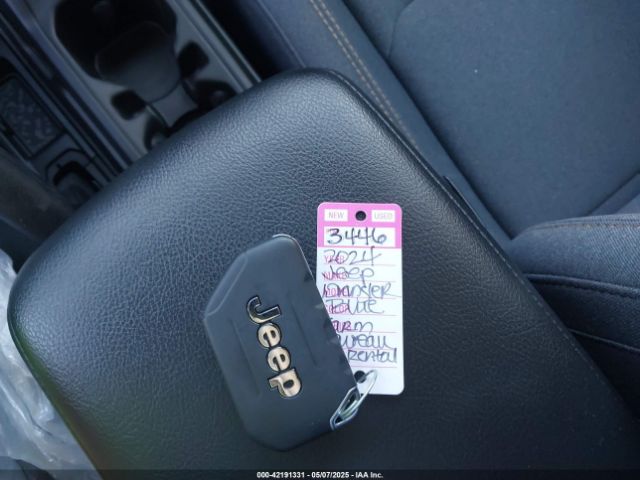 NEW USED
3446
2024
Jeep
Wrangler
Blue
Farm
Bureau
Rental
Jeep
000-42191331 - 05/07/2025 - IAA Inc.